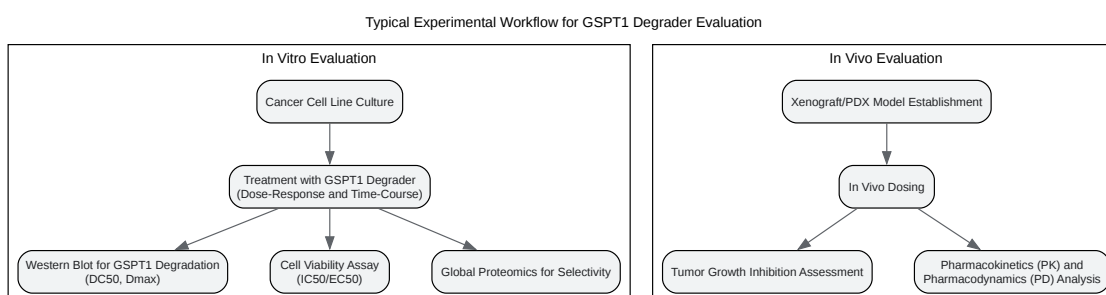 Typical Experimental Workflow for GSPT1 Degrader Evaluation
In Vitro Evaluation
Cancer Cell Line Culture
Treatment with GSPT1 Degrader
(Dose-Response and Time-Course)
Western Blot for GSPT1 Degradation
(DC50, Dmax)
Cell Viability Assay
(IC50/EC50)
Global Proteomics for Selectivity
In Vivo Evaluation
Xenograft/PDX Model Establishment
In Vivo Dosing
Tumor Growth Inhibition Assessment
Pharmacokinetics (PK) and
Pharmacodynamics (PD) Analysis